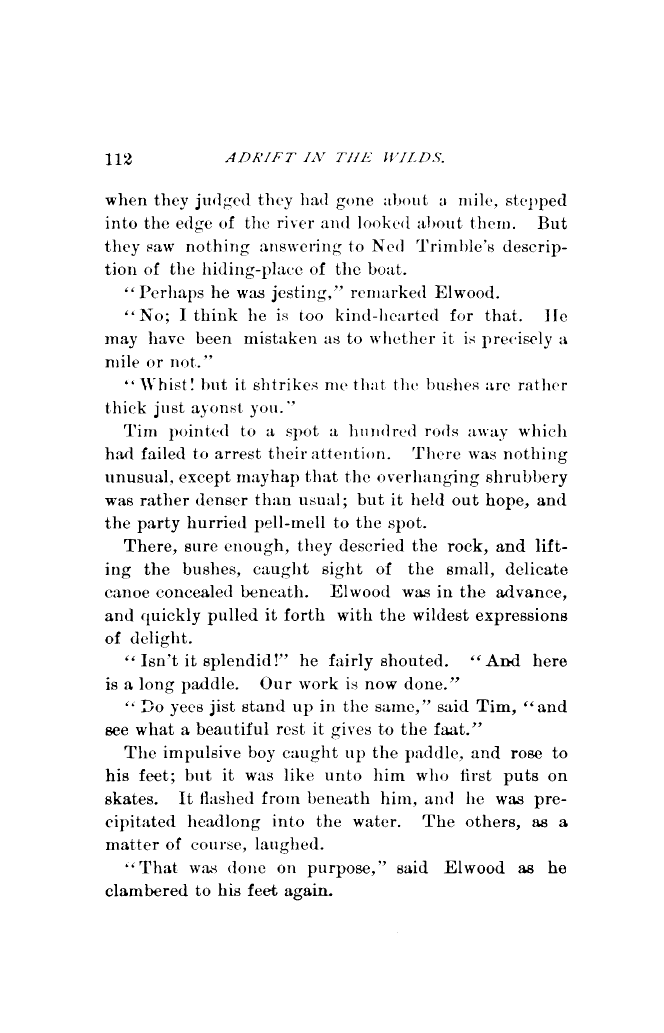 112 ADRIFT IN THE WILDS.
when they judged they had gone about a mile, stepped
into the edge of the river and looked about them. But
they saw nothing answering to Ned Trimble's descrip-
tion of the hiding-place of the boat.
“Perhaps he was jesting,” remarked Elwood.
“No; I think he is too kind-hearted for that. He
may have been mistaken as to whether it is precisely a
mile or not.”
“Whist! but it shtrikes me that the bushes are rather
thick just ayonst you.”
Tim pointed to a spot a hundred rods away which
had failed to arrest their attention. There was nothing
unusual, except mayhap that the overhanging shrubbery
was rather denser than usual; but it held out hope, and
the party hurried pell-mell to the spot.
There, sure enough, they descried the rock, and lift-
ing the bushes, caught sight of the small, delicate
canoe concealed beneath. Elwood was in the advance,
and quickly pulled it forth with the wildest expressions
of delight.
“Isn't it splendid!” he fairly shouted. “And here
is a long paddle. Our work is now done.”
“Do yees jist stand up in the same,” said Tim, “and
see what a beautiful rest it gives to the faat.”
The impulsive boy caught up the paddle, and rose to
his feet; but it was like unto him who first puts on
skates. It flashed from beneath him, and he was pre-
cipitated headlong into the water. The others, as a
matter of course, laughed.
“That was done on purpose,” said Elwood as he
clambered to his feet again.